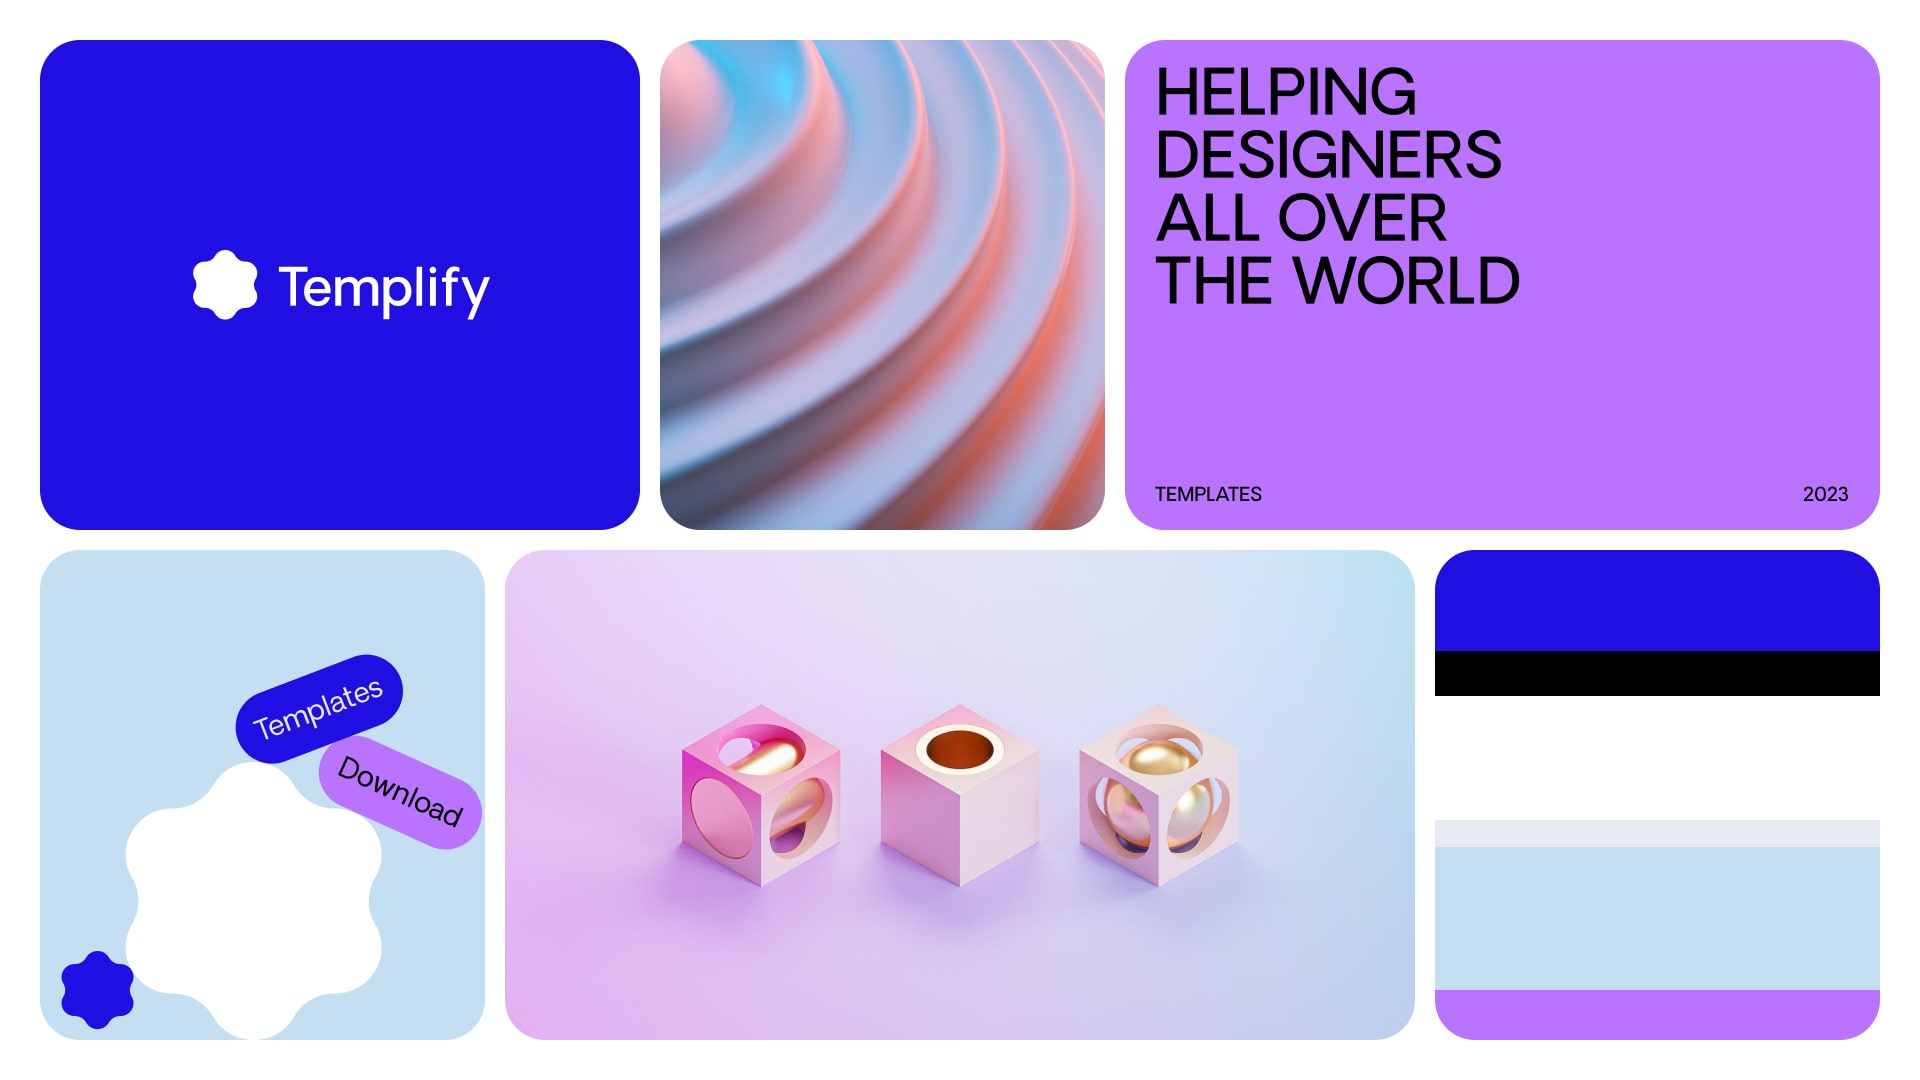 Templify
HELPING
DESIGNERS
ALL OVER
THE WORLD
TEMPLATES
2023
Templates
Download